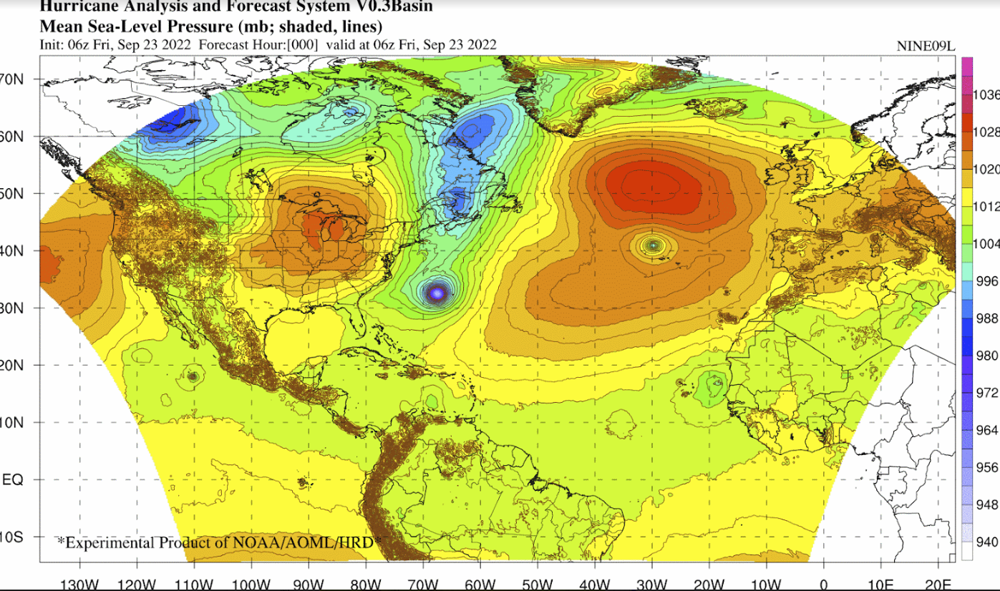 Hurricane Analysis and Forecast System V0.3Basin
Mean Sea-Level Pressure (mb; shaded, lines)
Init: 06z Fri, Sep 23 2022  Forecast Hour:[000]  valid at 06z Fri, Sep 23 2022
NINE09L
70N
60N
50N
40N
30N
20N
10N
EQ
10S
1036
1028
1020
1012
1004
996
988
980
972
964
956
948
940
*Experimental Product of NOAA/AOML/HRD*
130W 120W 110W 100W 90W 80W 70W 60W 50W 40W 30W 20W 10W 0 10E 20E